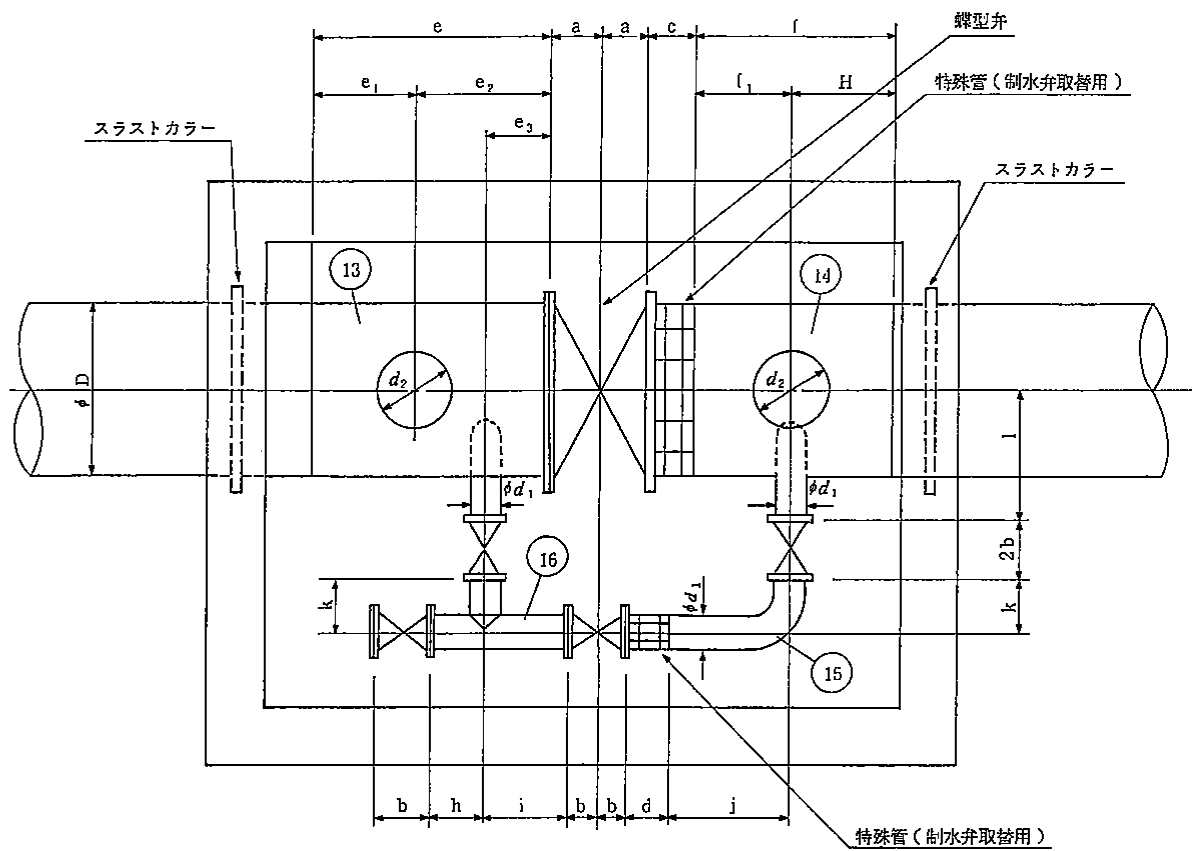 蝶型弁
e
a
a
c
f
特殊管(制水弁取替用)
e₁
e₂
f₁
H
スラストカラー
e₃
スラストカラー
13
14
φD
d₂
d₂
l
φd₁
φd₁
2b
16
k
φd₁
k
15
b
h
i
b
b
d
j
特殊管(制水弁取替用)